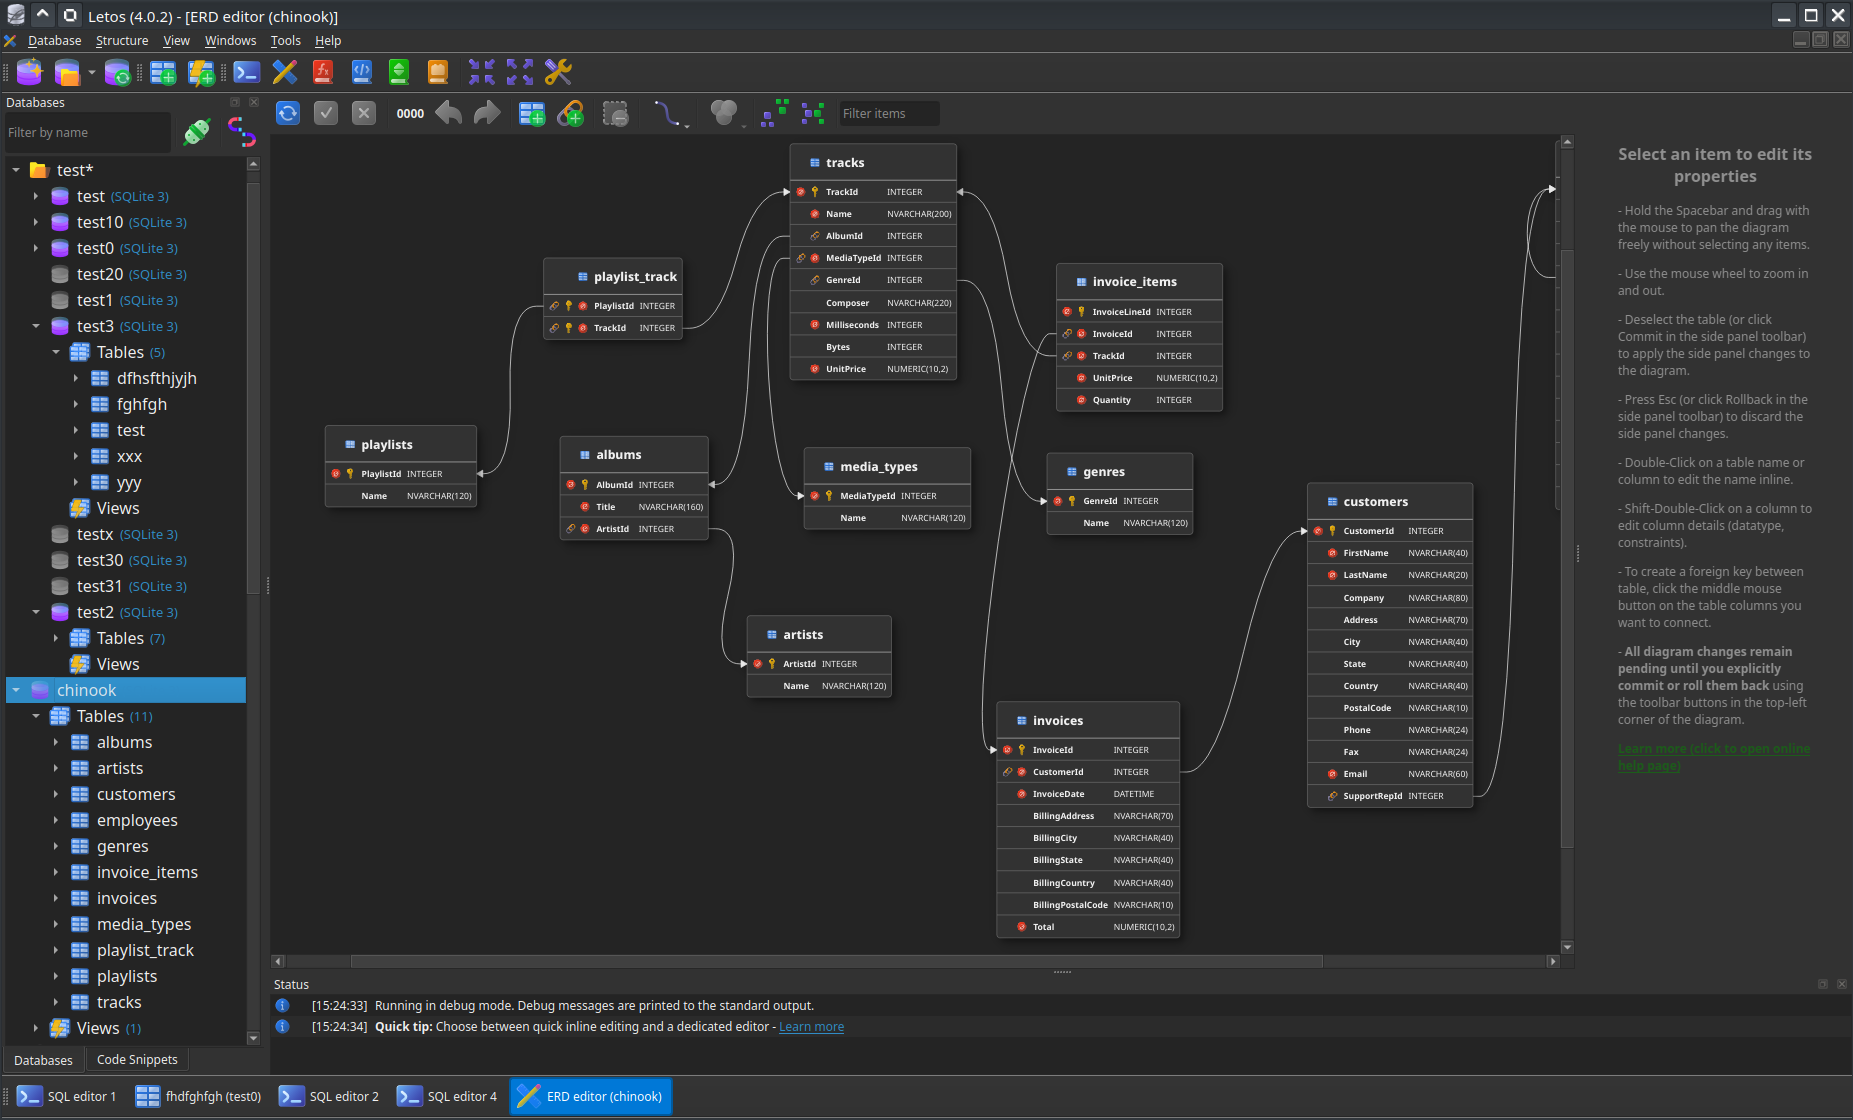 Letos (4.0.2) - [ERD editor (chinook)]
Database Structure View Windows Tools Help
Databases
Filter by name
test*
test (SQLite 3)
test10 (SQLite 3)
test0 (SQLite 3)
test20 (SQLite 3)
test1 (SQLite 3)
test3 (SQLite 3)
Tables (5)
dfhsfthjyjh
fghfgh
test
xxx
yyy
Views
testx (SQLite 3)
test30 (SQLite 3)
test31 (SQLite 3)
test2 (SQLite 3)
Tables (7)
Views
chinook
Tables (11)
albums
artists
customers
employees
genres
invoice_items
invoices
media_types
playlist_track
playlists
tracks
Views (1)
Databases Code Snippets
0000
Filter items
tracks
TrackId INTEGER
Name NVARCHAR(200)
AlbumId INTEGER
MediaTypeId INTEGER
GenreId INTEGER
Composer NVARCHAR(220)
Milliseconds INTEGER
Bytes INTEGER
UnitPrice NUMERIC(10,2)
playlist_track
PlaylistId INTEGER
TrackId INTEGER
invoice_items
InvoiceLineId INTEGER
InvoiceId INTEGER
TrackId INTEGER
UnitPrice NUMERIC(10,2)
Quantity INTEGER
playlists
PlaylistId INTEGER
Name NVARCHAR(120)
albums
AlbumId INTEGER
Title NVARCHAR(160)
ArtistId INTEGER
media_types
MediaTypeId INTEGER
Name NVARCHAR(120)
genres
GenreId INTEGER
Name NVARCHAR(120)
customers
CustomerId INTEGER
FirstName NVARCHAR(40)
LastName NVARCHAR(20)
Company NVARCHAR(80)
Address NVARCHAR(70)
City NVARCHAR(40)
State NVARCHAR(40)
Country NVARCHAR(40)
PostalCode NVARCHAR(10)
Phone NVARCHAR(24)
Fax NVARCHAR(24)
Email NVARCHAR(60)
SupportRepId INTEGER
artists
ArtistId INTEGER
Name NVARCHAR(120)
invoices
InvoiceId INTEGER
CustomerId INTEGER
InvoiceDate DATETIME
BillingAddress NVARCHAR(70)
BillingCity NVARCHAR(40)
BillingState NVARCHAR(40)
BillingCountry NVARCHAR(40)
BillingPostalCode NVARCHAR(10)
Total NUMERIC(10,2)
Select an item to edit its
properties
- Hold the Spacebar and drag with
the mouse to pan the diagram
freely without selecting any items.
- Use the mouse wheel to zoom in
and out.
- Deselect the table (or click
Commit in the side panel toolbar)
to apply the side panel changes to
the diagram.
- Press Esc (or click Rollback in the
side panel toolbar) to discard the
side panel changes.
- Double-Click on a table name or
column to edit the name inline.
- Shift-Double-Click on a column to
edit column details (datatype,
constraints).
- To create a foreign key between
table, click the middle mouse
button on the table columns you
want to connect.
- All diagram changes remain
pending until you explicitly
commit or roll them back using
the toolbar buttons in the top-left
corner of the diagram.
Learn more (click to open online
help page)
Status
[15:24:33] Running in debug mode. Debug messages are printed to the standard output.
[15:24:34] Quick tip: Choose between quick inline editing and a dedicated editor - Learn more
SQL editor 1 fhdfghfgh (test0) SQL editor 2 SQL editor 4 ERD editor (chinook)